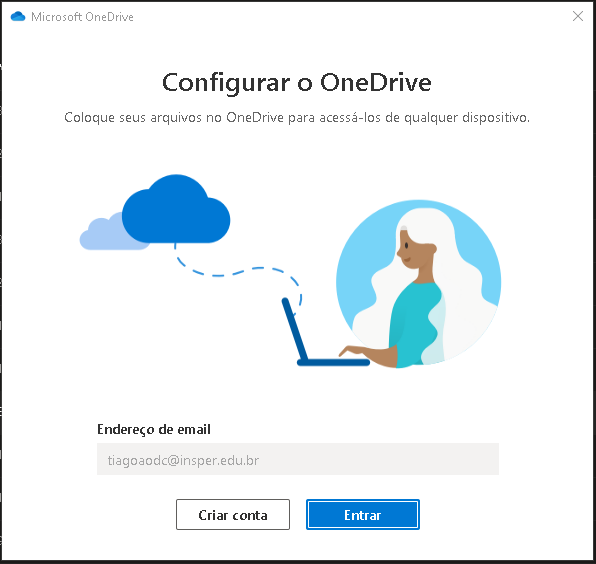 Microsoft OneDrive
Configurar o OneDrive
Coloque seus arquivos no OneDrive para acessá-los de qualquer dispositivo.
Endereço de email
tiagoaodc@insper.edu.br
Criar conta
Entrar